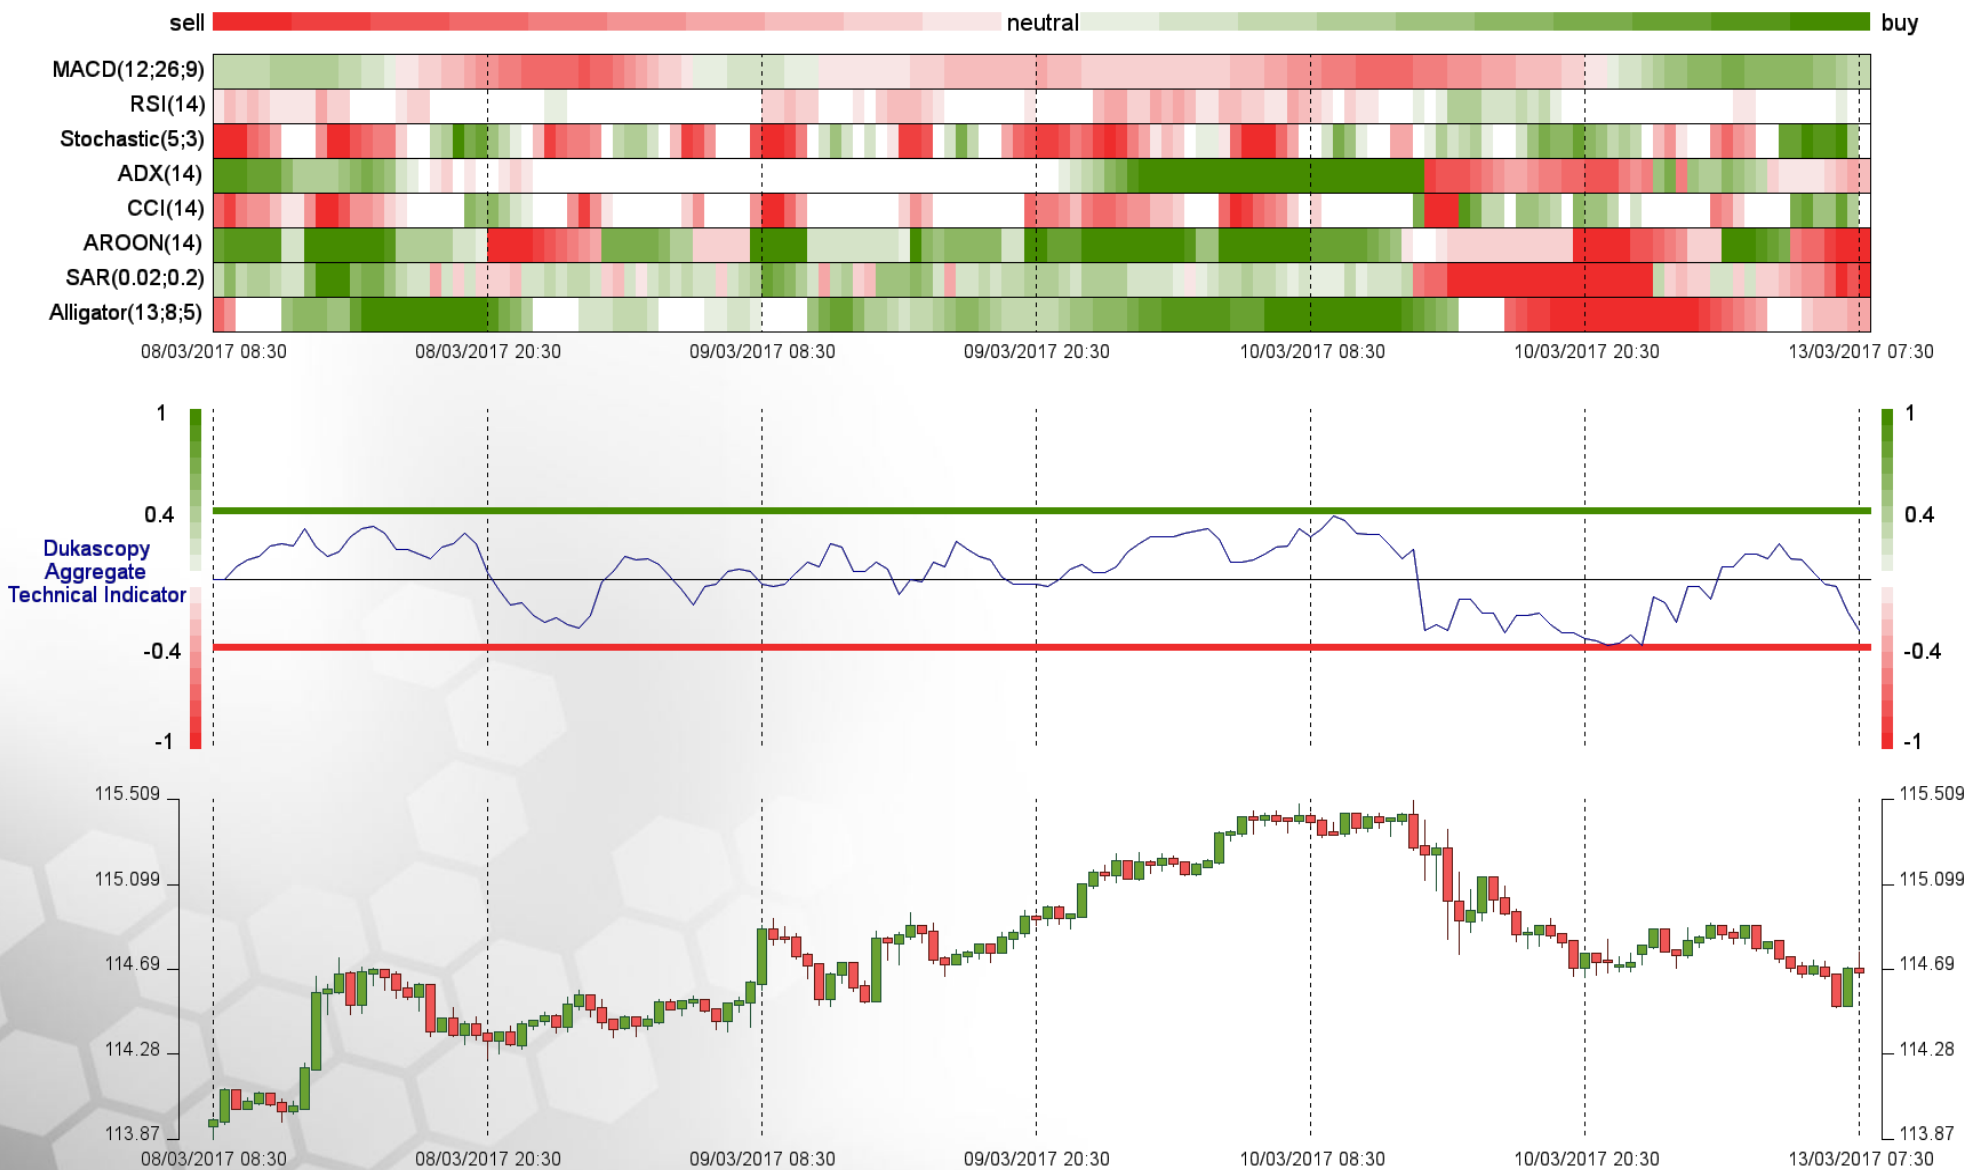 sell neutral buy
MACD(12;26;9)
RSI(14)
Stochastic(5;3)
ADX(14)
CCI(14)
AROON(14)
SAR(0.02;0.2)
Alligator(13;8;5)
08/03/2017 08:30 08/03/2017 20:30 09/03/2017 08:30 09/03/2017 20:30 10/03/2017 08:30 10/03/2017 20:30 13/03/2017 07:30
1 1
0.4 0.4
Dukascopy
Aggregate
Technical Indicator
-0.4 -0.4
-1 -1
115.509 115.509
115.099 115.099
114.69 114.69
114.28 114.28
113.87 113.87
08/03/2017 08:30 08/03/2017 20:30 09/03/2017 08:30 09/03/2017 20:30 10/03/2017 08:30 10/03/2017 20:30 13/03/2017 07:30